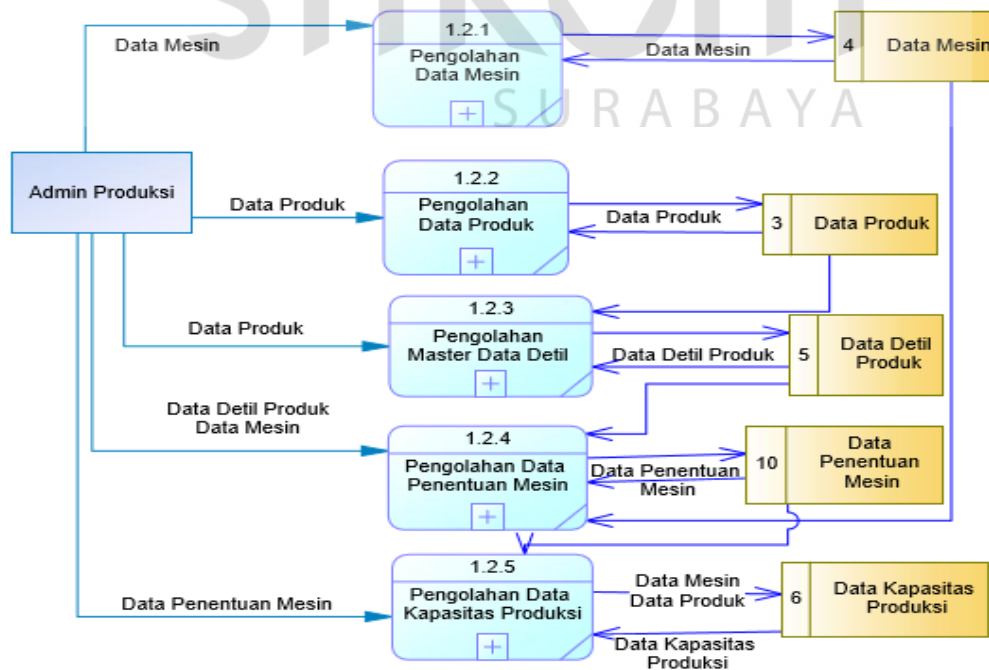 SURABAYA
Data Mesin
1.2.1
Pengolahan
Data Mesin
Data Mesin
4
Data Mesin
Admin Produksi
Data Produk
1.2.2
Pengolahan
Data Produk
Data Produk
3
Data Produk
Data Produk
1.2.3
Pengolahan
Master Data Detil
Data Detil Produk
5
Data Detil
Produk
Data Detil Produk
Data Mesin
1.2.4
Pengolahan Data
Penentuan Mesin
Data Penentuan
Mesin
10
Data
Penentuan
Mesin
Data Penentuan Mesin
1.2.5
Pengolahan Data
Kapasitas Produksi
Data Mesin
Data Produk
Data Kapasitas
Produksi
6
Data Kapasitas
Produksi